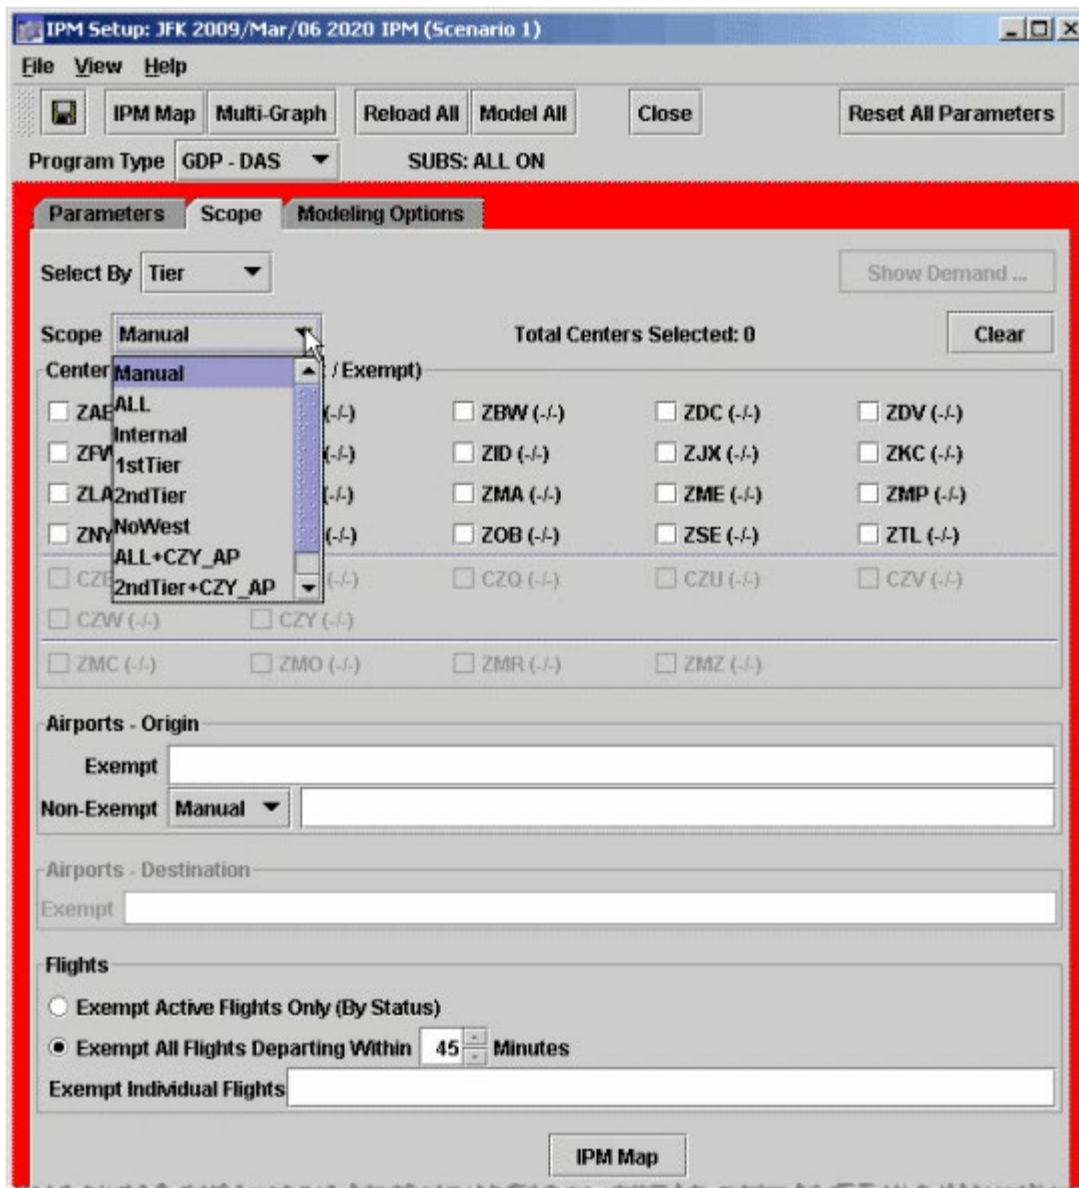 IPM Setup: JFK 2009/Mar/06 2020 IPM (Scenario 1)
File View Help
IPM Map Multi-Graph Reload All Model All Close Reset All Parameters
Program Type GDP - DAS SUBS: ALL ON
Parameters Scope Modeling Options
Select By Tier Show Demand ...
Scope Manual Total Centers Selected: 0 Clear
Center / Exempt)
Manual
ALL
Internal
1stTier
2ndTier
NoWest
ALL+CZY_AP
2ndTier+CZY_AP
(-/-) ZBW (-/-) ZDC (-/-) ZDV (-/-)
(-/-) ZID (-/-) ZJX (-/-) ZKC (-/-)
ZLA (-/-) ZMA (-/-) ZME (-/-) ZMP (-/-)
ZNY (-/-) ZOB (-/-) ZSE (-/-) ZTL (-/-)
(-/-) CZQ (-/-) CZU (-/-) CZV (-/-)
CZW (-/-) CZY (-/-)
ZMC (-/-) ZMO (-/-) ZMR (-/-) ZMZ (-/-)
Airports - Origin
Exempt
Non-Exempt Manual
Airports - Destination
Exempt
Flights
Exempt Active Flights Only (By Status)
Exempt All Flights Departing Within 45 Minutes
Exempt Individual Flights
IPM Map